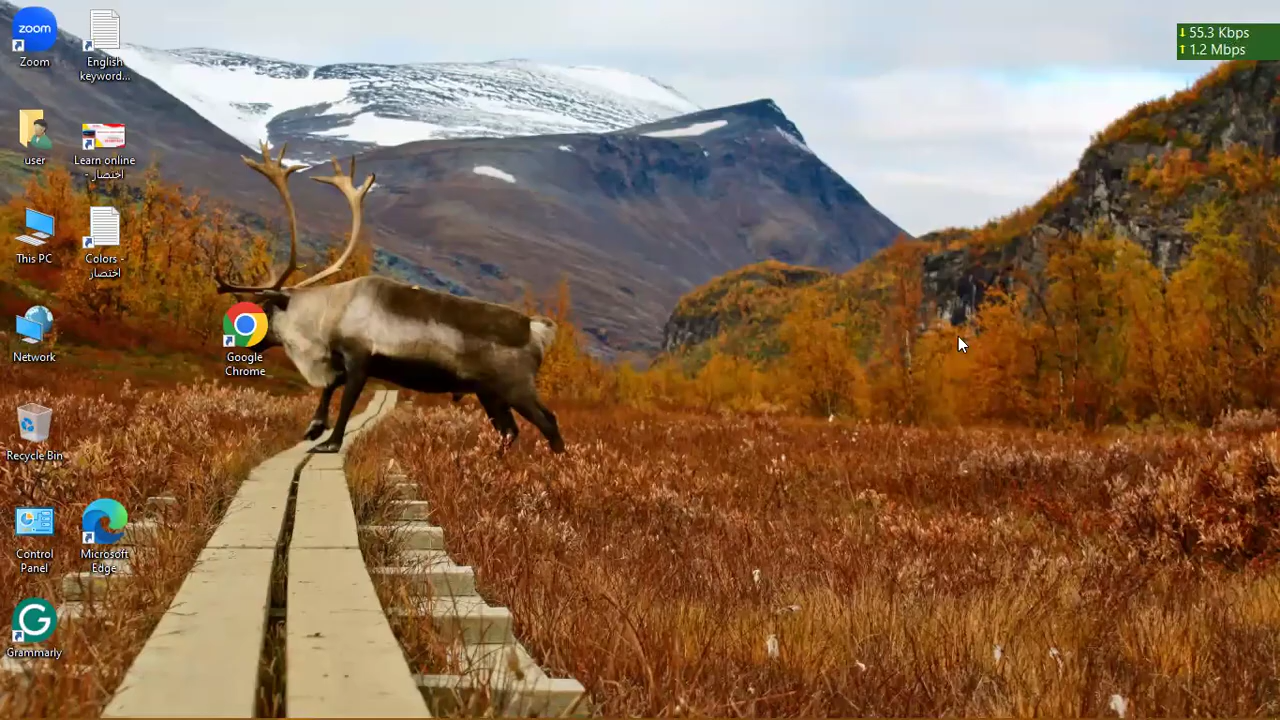 zoom
Zoom
English
keyword...
user
Learn online
اختصار -
This PC
Colors -
اختصار
Network
Google
Chrome
Recycle Bin
Control
Panel
Microsoft
Edge
G
Grammarly
55.3 Kbps
1.2 Mbps